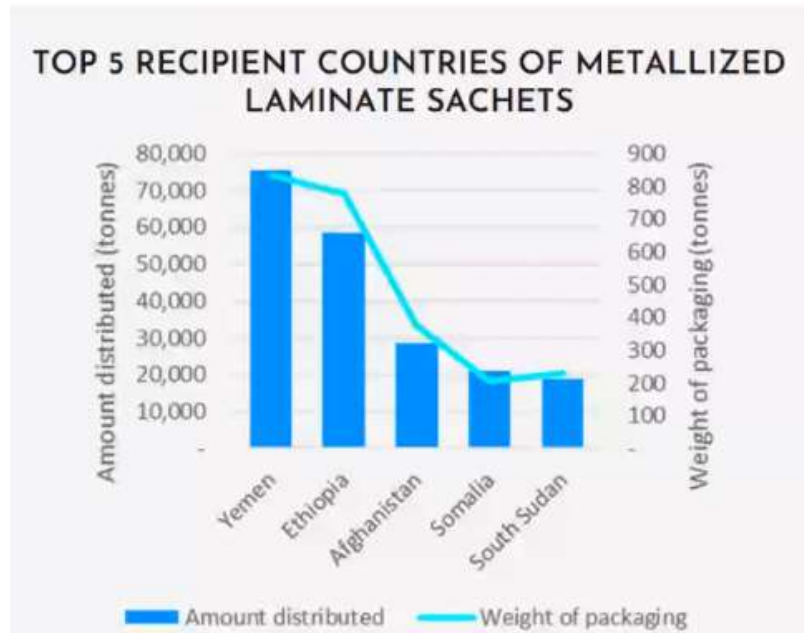 TOP 5 RECIPIENT COUNTRIES OF METALLIZED
LAMINATE SACHETS
Amount distributed (tonnes)
80,000
70,000
60,000
50,000
40,000
30,000
20,000
10,000
-
900
800
700
600
500
400
300
200
100
-
Weight of packaging (tonnes)
Yemen
Ethiopia
Afghanistan
Somalia
South Sudan
Amount distributed
Weight of packaging